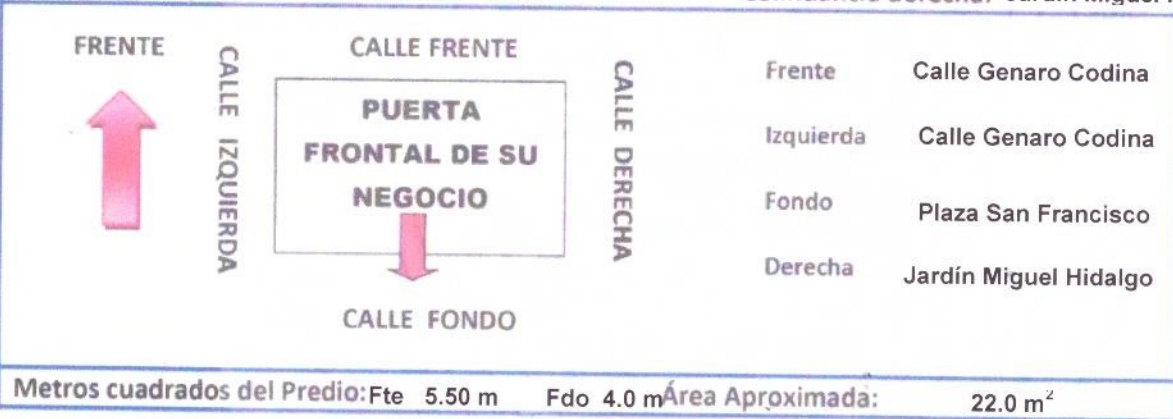 Jardín Miguel
FRENTE
CALLE IZQUIERDA
CALLE FRENTE
PUERTA
FRONTAL DE SU
NEGOCIO
CALLE DERECHA
CALLE FONDO
Frente Calle Genaro Codina
Izquierda Calle Genaro Codina
Fondo Plaza San Francisco
Derecha Jardín Miguel Hidalgo
Metros cuadrados del Predio: Fte 5.50 m Fdo 4.0 m Área Aproximada: 22.0 m²